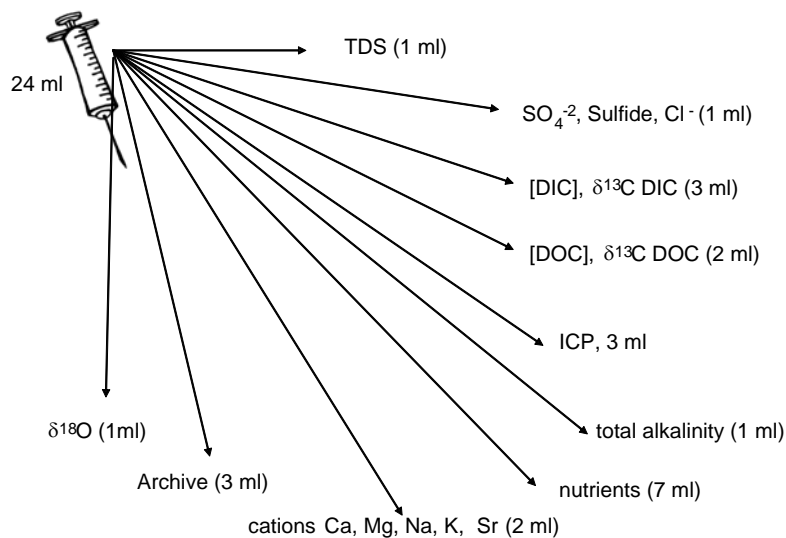 TDS (1 ml)
24 ml
SO₄⁻², Sulfide, Cl⁻ (1 ml)
[DIC], δ¹³C DIC (3 ml)
[DOC], δ¹³C DOC (2 ml)
ICP, 3 ml
δ¹⁸O (1ml)
total alkalinity (1 ml)
Archive (3 ml)
nutrients (7 ml)
cations Ca, Mg, Na, K, Sr (2 ml)